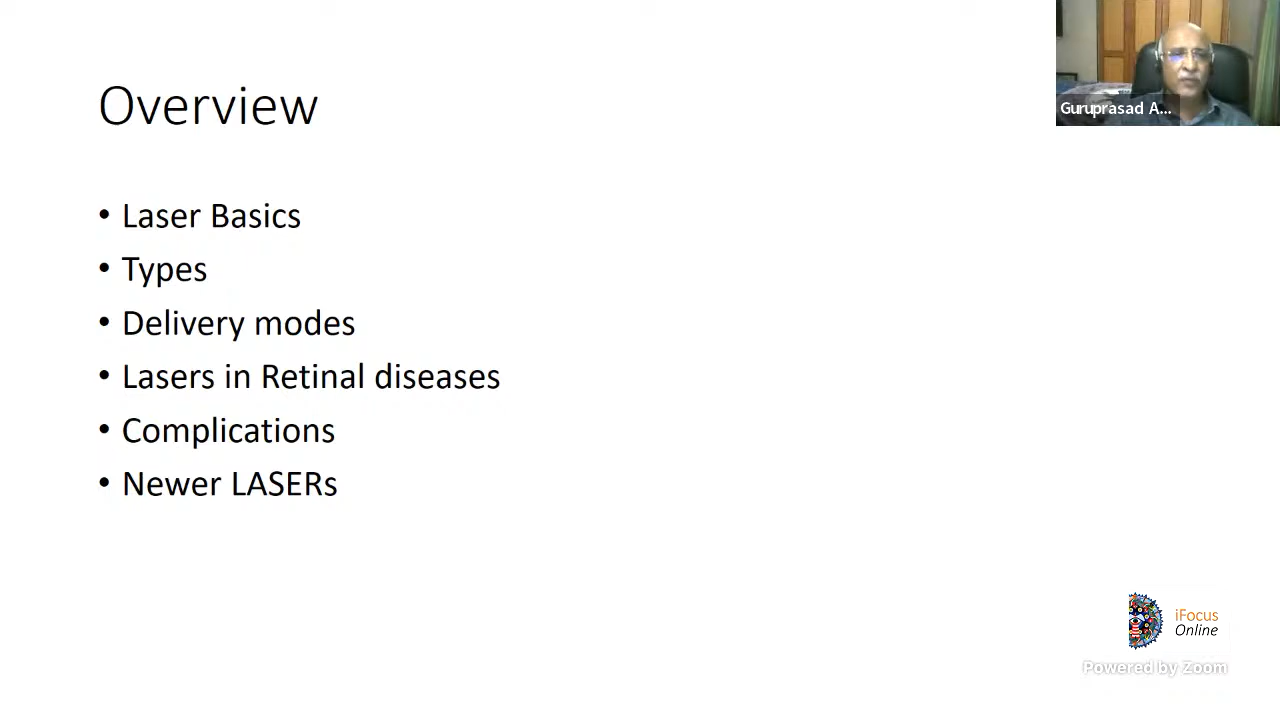 Overview
Guruprasad A...
• Laser Basics
• Types
• Delivery modes
• Lasers in Retinal diseases
• Complications
• Newer LASERs
iFocus
Online
Powered by Zoom